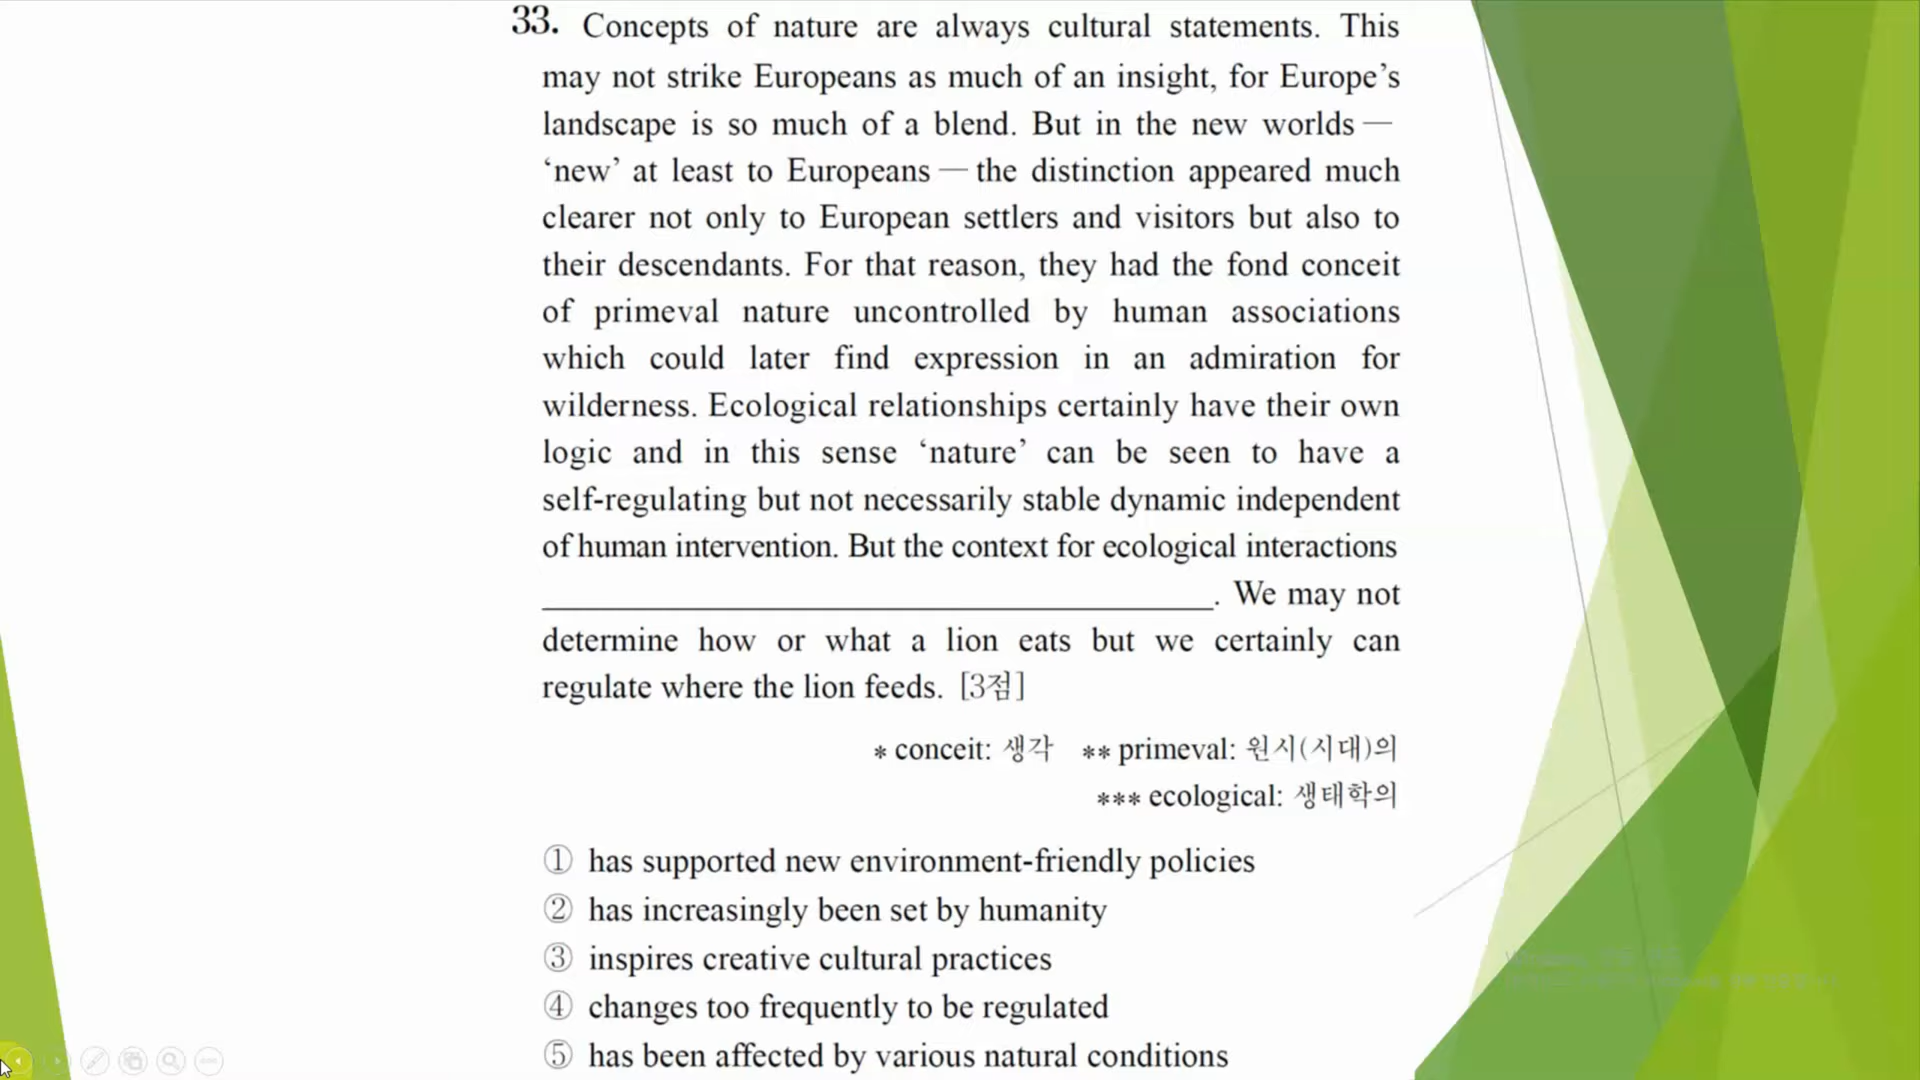 33. Concepts of nature are always cultural statements. This
may not strike Europeans as much of an insight, for Europe's
landscape is so much of a blend. But in the new worlds —
'new' at least to Europeans — the distinction appeared much
clearer not only to European settlers and visitors but also to
their descendants. For that reason, they had the fond conceit
of primeval nature uncontrolled by human associations
which could later find expression in an admiration for
wilderness. Ecological relationships certainly have their own
logic and in this sense 'nature' can be seen to have a
self-regulating but not necessarily stable dynamic independent
of human intervention. But the context for ecological interactions
. We may not
determine how or what a lion eats but we certainly can
regulate where the lion feeds. [3점]
* conceit: 생각 ** primeval: 원시(시대)의
*** ecological: 생태학의
① has supported new environment-friendly policies
② has increasingly been set by humanity
③ inspires creative cultural practices
④ changes too frequently to be regulated
⑤ has been affected by various natural conditions